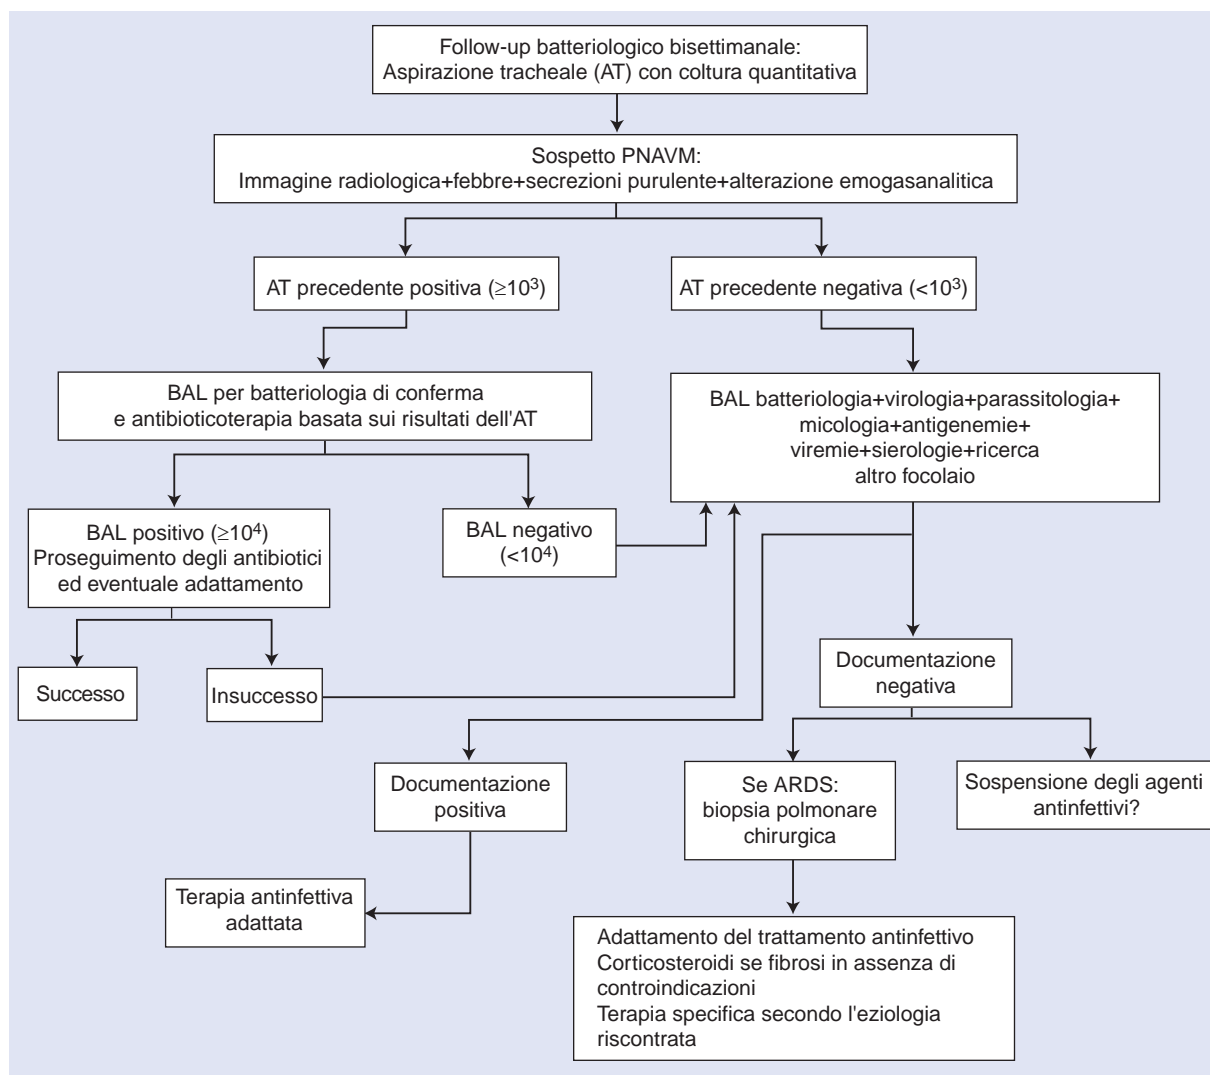 Follow-up batteriologico bisettimanale:
Aspirazione tracheale (AT) con coltura quantitativa
Sospetto PNAVM:
Immagine radiologica+febbre+secrezioni purulente+alterazione emogasanalitica
AT precedente positiva (≥10³)
AT precedente negativa (<10³)
BAL per batteriologia di conferma
e antibioticoterapia basata sui risultati dell'AT
BAL batteriologia+virologia+parassitologia+
micologia+antigenemie+
viremie+sierologie+ricerca
altro focolaio
BAL positivo (≥10⁴)
Proseguimento degli antibiotici
ed eventuale adattamento
BAL negativo
(<10⁴)
Successo
Insuccesso
Documentazione
negativa
Documentazione
positiva
Se ARDS:
biopsia polmonare
chirurgica
Sospensione degli agenti
antinfettivi?
Terapia antinfettiva
adattata
Adattamento del trattamento antinfettivo
Corticosteroidi se fibrosi in assenza di
controindicazioni
Terapia specifica secondo l'eziologia
riscontrata